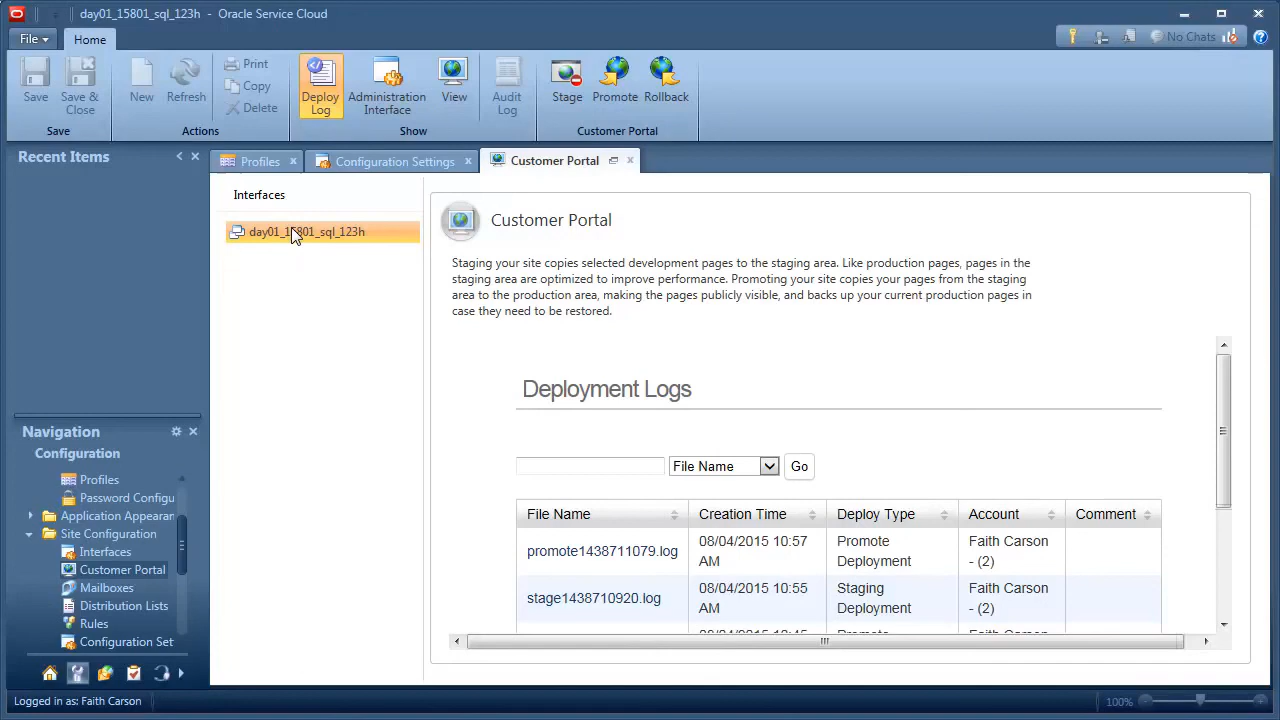 day01_15801_sql_123h - Oracle Service Cloud
File
Home
No Chats
Save
Save & Close
Save
New
Refresh
Print
Copy
Delete
Actions
Deploy Log
Administration Interface
View
Audit Log
Show
Stage
Promote
Rollback
Customer Portal
Recent Items
Profiles
Configuration Settings
Customer Portal
Interfaces
day01_15801_sql_123h
Customer Portal
Staging your site copies selected development pages to the staging area. Like production pages, pages in the
staging area are optimized to improve performance. Promoting your site copies your pages from the staging
area to the production area, making the pages publicly visible, and backs up your current production pages in
case they need to be restored.
Deployment Logs
File Name
Go
File Name Creation Time Deploy Type Account Comment
promote1438711079.log 08/04/2015 10:57 AM Promote Deployment Faith Carson - (2)
stage1438710920.log 08/04/2015 10:55 AM Staging Deployment Faith Carson - (2)
Navigation
Configuration
Profiles
Password Configu
Application Appearan
Site Configuration
Interfaces
Customer Portal
Mailboxes
Distribution Lists
Rules
Configuration Set
Logged in as: Faith Carson
100%